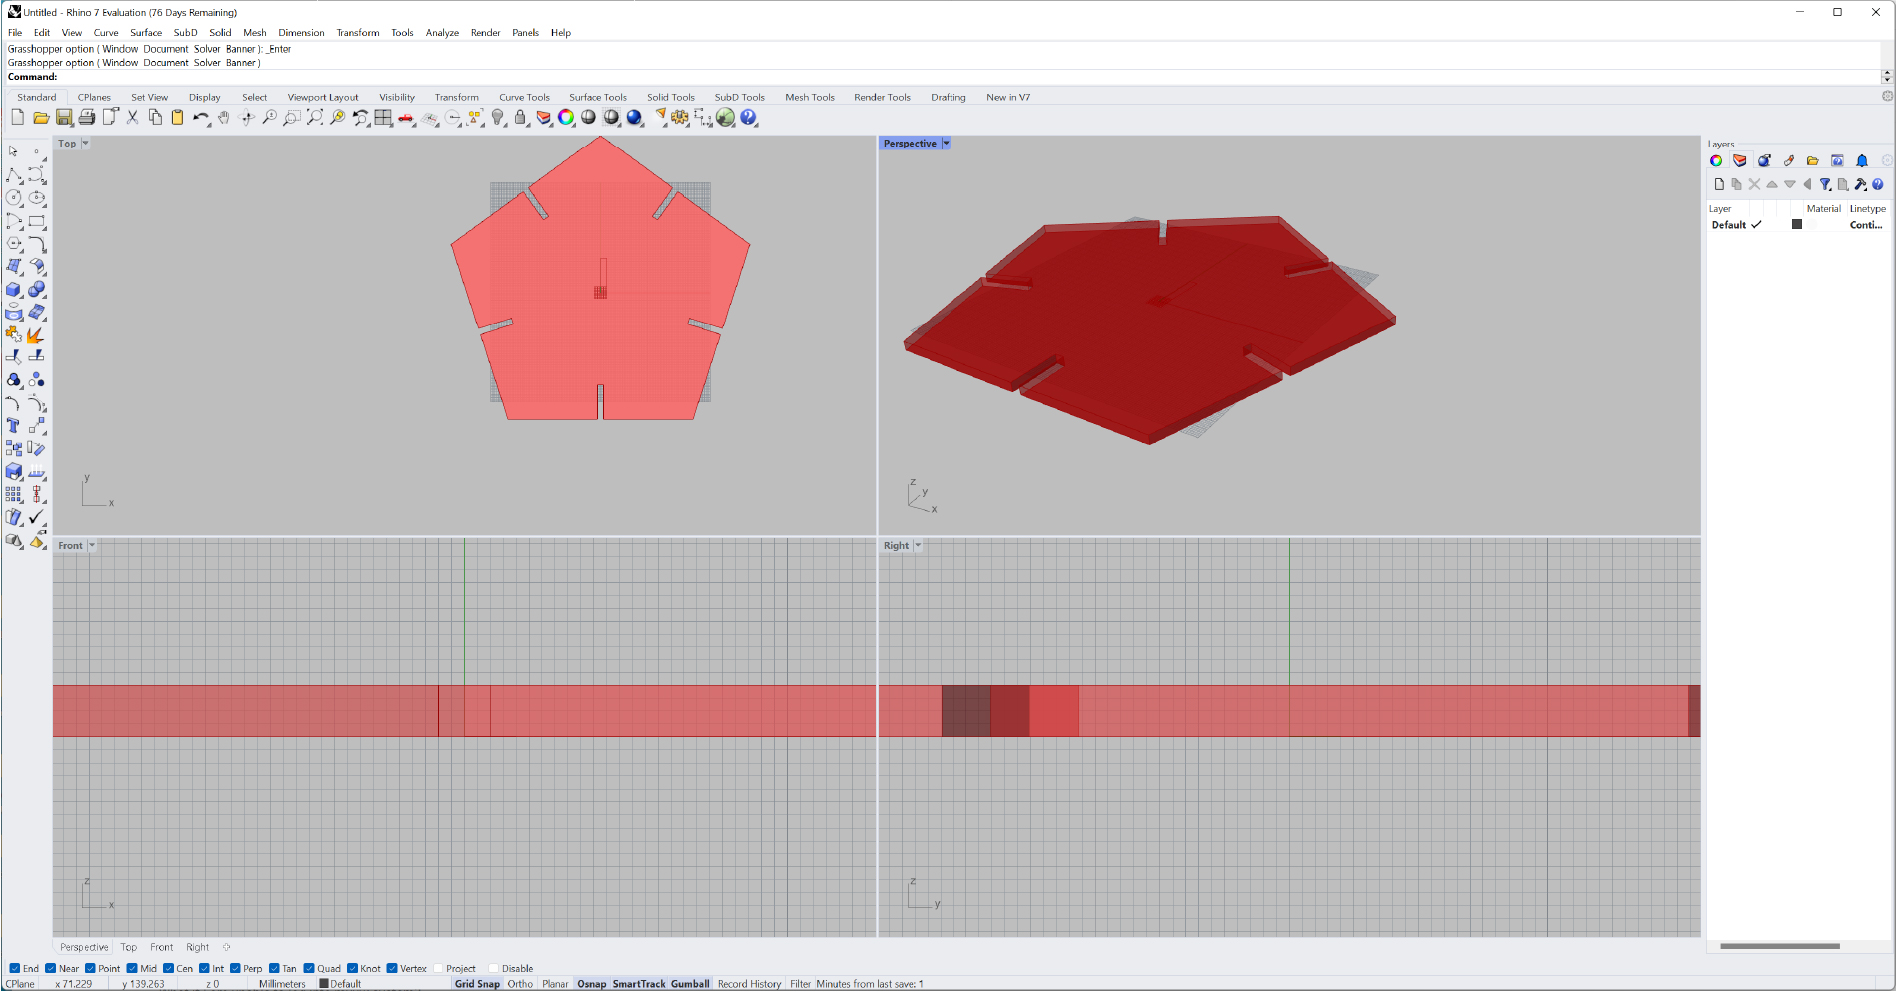 Untitled - Rhino 7 Evaluation (76 Days Remaining)
File Edit View Curve Surface SubD Solid Mesh Dimension Transform Tools Analyze Render Panels Help
Grasshopper option ( Window Document Solver Banner ): _Enter
Grasshopper option ( Window Document Solver Banner )
Command:
Standard CPlanes Set View Display Select Viewport Layout Visibility Transform Curve Tools Surface Tools Solid Tools SubD Tools Mesh Tools Render Tools Drafting New in V7
Top
Perspective
Layers
Layer Material Linetype
Default Conti...
y
x
z
y
x
Front
Right
z
x
z
y
Perspective Top Front Right
End Near Point Mid Cen Int Perp Tan Quad Knot Vertex Project Disable
CPlane x 71.229 y 139.263 z 0 Millimeters Default Grid Snap Ortho Planar Osnap SmartTrack Gumball Record History Filter Minutes from last save: 1